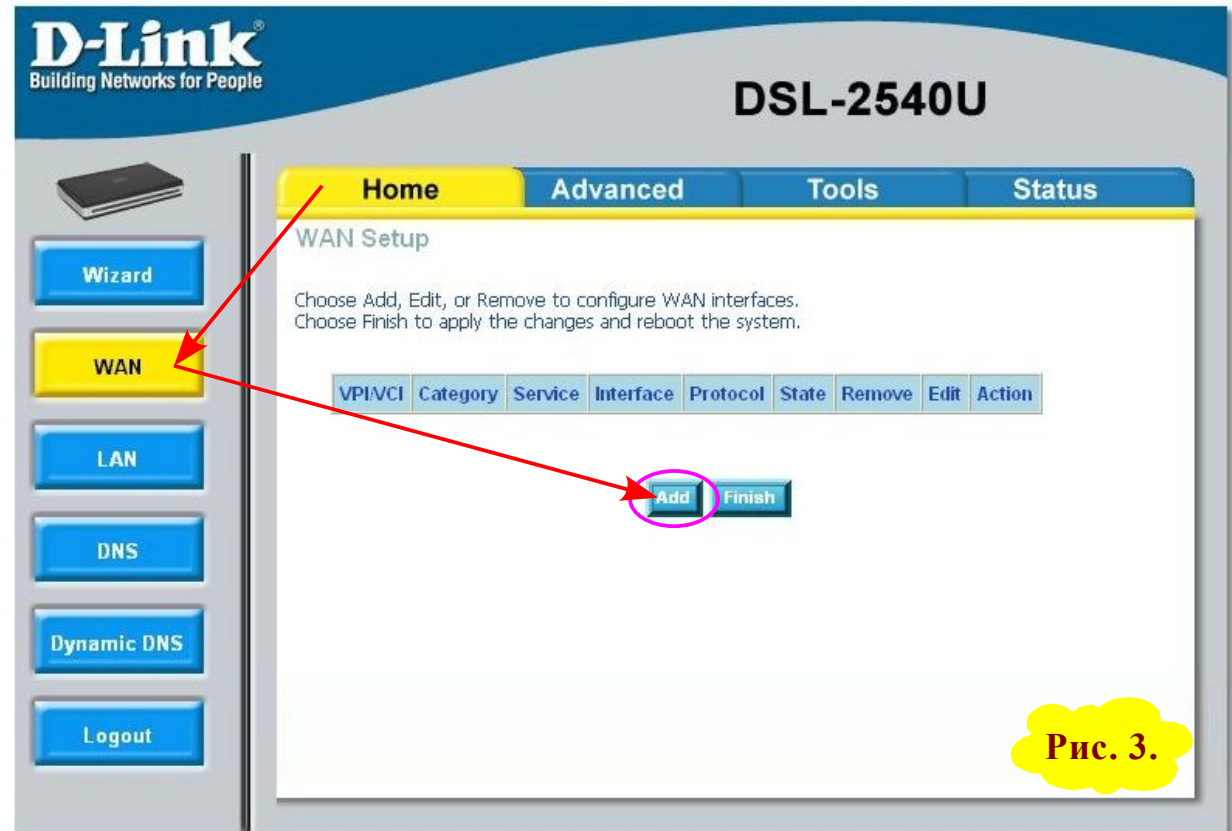 D-Link®
Building Networks for People
DSL-2540U
Home Advanced Tools Status
Wizard
WAN
LAN
DNS
Dynamic DNS
Logout
WAN Setup
Choose Add, Edit, or Remove to configure WAN interfaces.
Choose Finish to apply the changes and reboot the system.
VPI/VCI Category Service Interface Protocol State Remove Edit Action
Add Finish
Рис. 3.